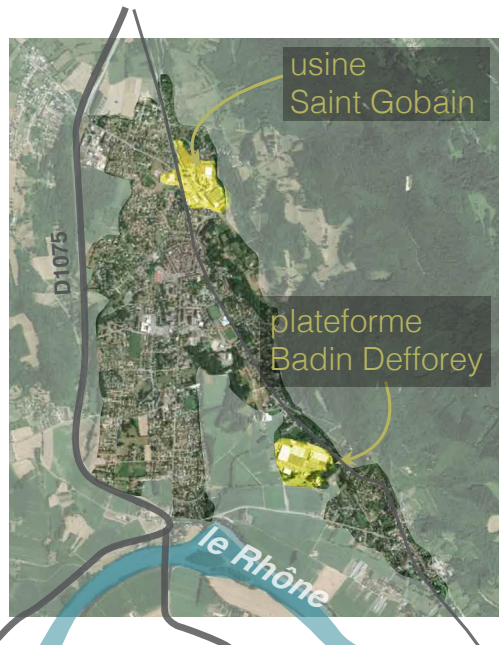 usine
Saint Gobain
D1075
plateforme
Badin Defforey
le Rhône